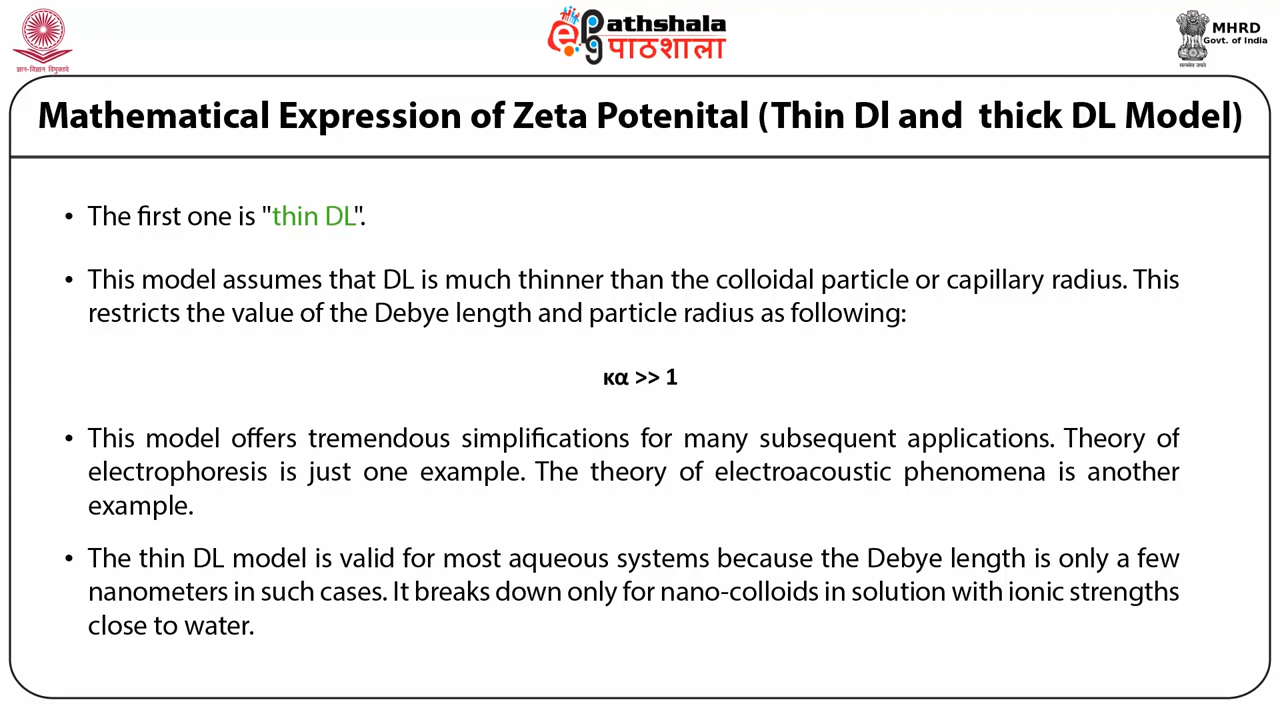 ज्ञान-विज्ञान विमुक्तये
epgathshala
पाठशाला
MHRD
Govt. of India
सत्यमेव जयते
Mathematical Expression of Zeta Potenital (Thin Dl and thick DL Model)
• The first one is "thin DL".
• This model assumes that DL is much thinner than the colloidal particle or capillary radius. This
restricts the value of the Debye length and particle radius as following:
κα >> 1
• This model offers tremendous simplifications for many subsequent applications. Theory of
electrophoresis is just one example. The theory of electroacoustic phenomena is another
example.
• The thin DL model is valid for most aqueous systems because the Debye length is only a few
nanometers in such cases. It breaks down only for nano-colloids in solution with ionic strengths
close to water.